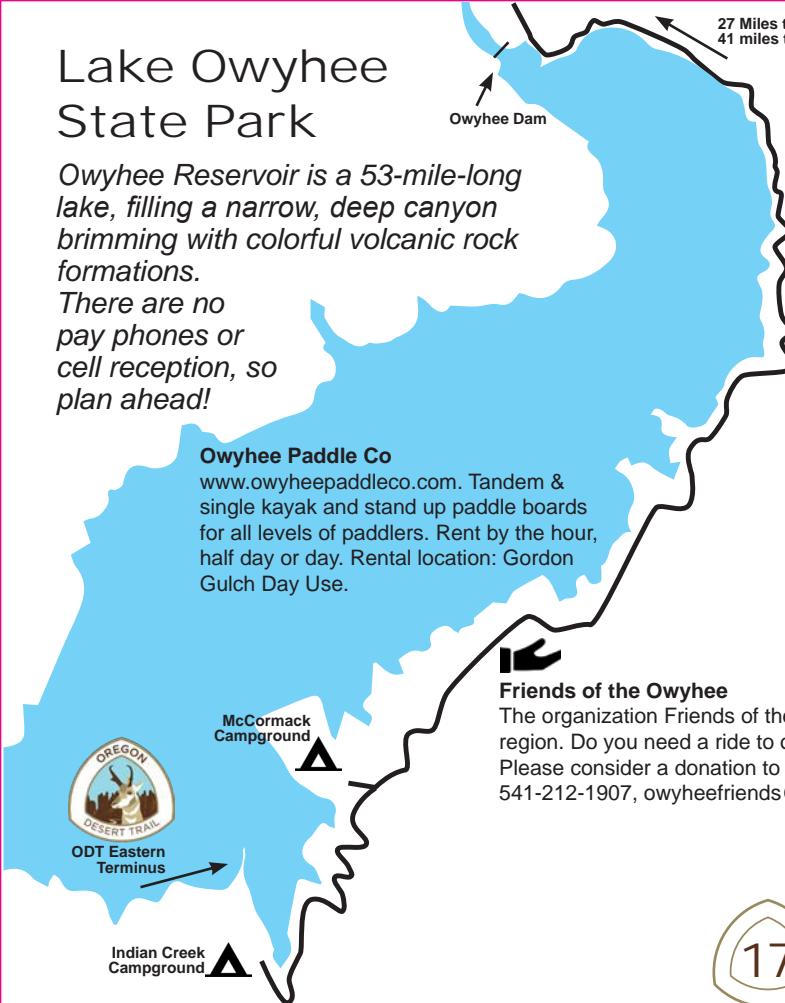 Lake Owyhee
State Park
27 Miles
41 miles
Owyhee Dam
Owyhee Reservoir is a 53-mile-long
lake, filling a narrow, deep canyon
brimming with colorful volcanic rock
formations.
There are no
pay phones or
cell reception, so
plan ahead!
Owyhee Paddle Co
www.owyheepaddleco.com. Tandem &
single kayak and stand up paddle boards
for all levels of paddlers. Rent by the hour,
half day or day. Rental location: Gordon
Gulch Day Use.
Friends of the Owyhee
The organization Friends of the
region. Do you need a ride to
Please consider a donation to
541-212-1907, owyheefriends
McCormack
Campground
OREGON
DESERT TRAIL
ODT Eastern
Terminus
Indian Creek
Campground
17